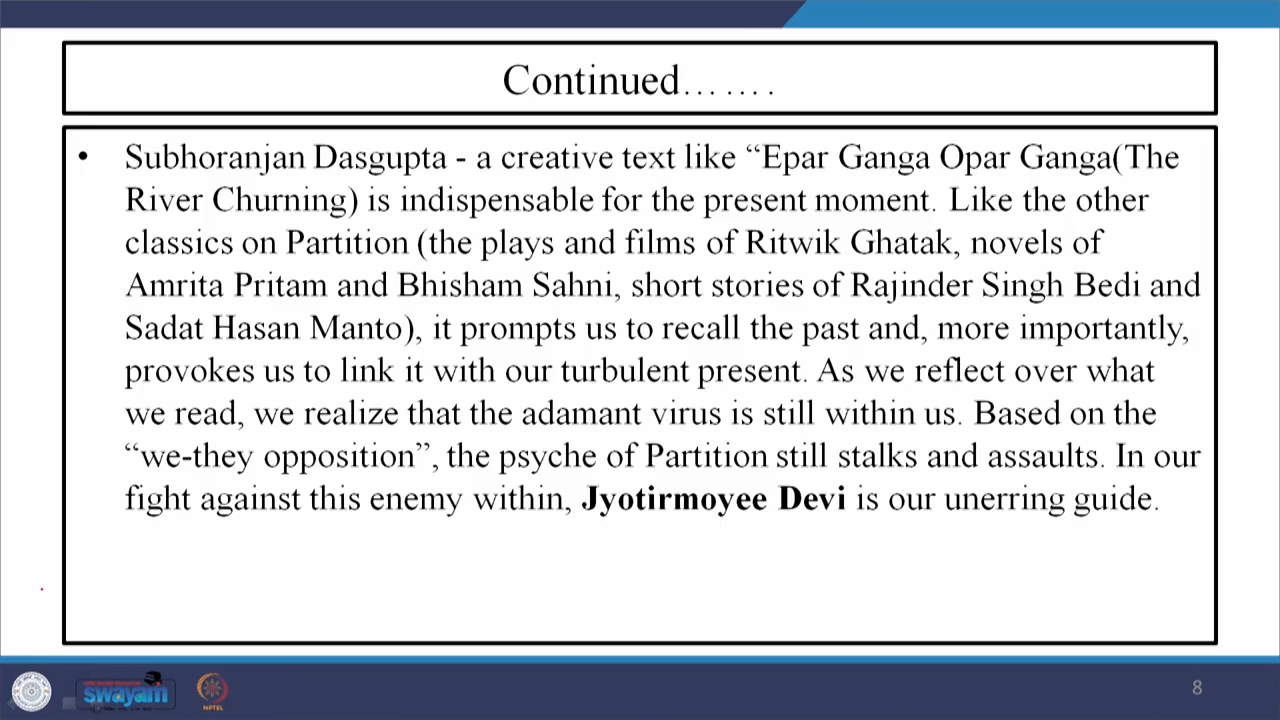 Continued…….
• Subhoranjan Dasgupta - a creative text like “Epar Ganga Opar Ganga(The
River Churning) is indispensable for the present moment. Like the other
classics on Partition (the plays and films of Ritwik Ghatak, novels of
Amrita Pritam and Bhisham Sahni, short stories of Rajinder Singh Bedi and
Sadat Hasan Manto), it prompts us to recall the past and, more importantly,
provokes us to link it with our turbulent present. As we reflect over what
we read, we realize that the adamant virus is still within us. Based on the
“we-they opposition”, the psyche of Partition still stalks and assaults. In our
fight against this enemy within, Jyotirmoyee Devi is our unerring guide.
swayam
NPTEL
8